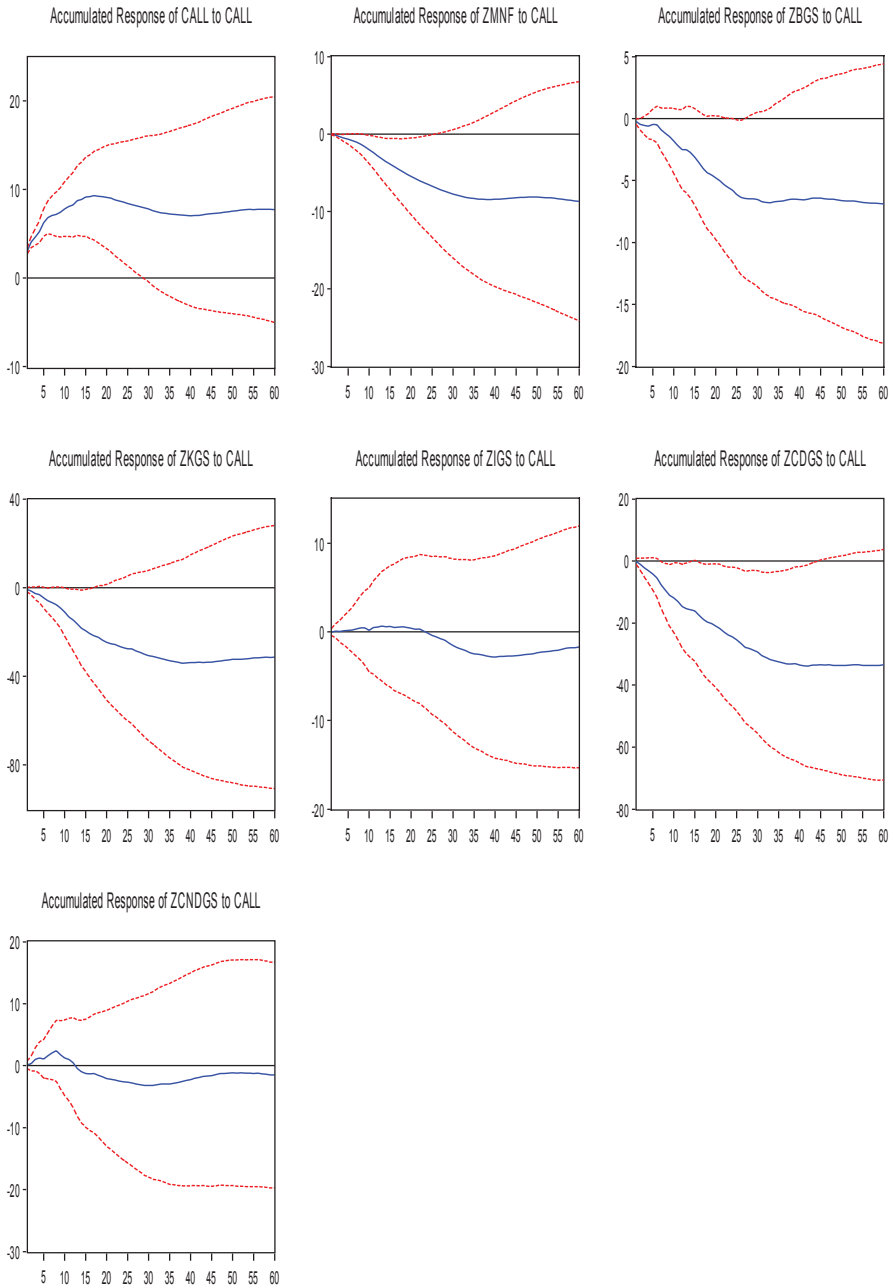 Accumulated Response of CALL to CALL
20
10
0
-10
5 10 15 20 25 30 35 40 45 50 55 60
Accumulated Response of ZMNF to CALL
10
0
-10
-20
-30
5 10 15 20 25 30 35 40 45 50 55 60
Accumulated Response of ZBGS to CALL
5
0
-5
-10
-15
-20
5 10 15 20 25 30 35 40 45 50 55 60
Accumulated Response of ZKGS to CALL
40
0
-40
-80
5 10 15 20 25 30 35 40 45 50 55 60
Accumulated Response of ZIGS to CALL
10
0
-10
-20
5 10 15 20 25 30 35 40 45 50 55 60
Accumulated Response of ZCDGS to CALL
20
0
-20
-40
-60
-80
5 10 15 20 25 30 35 40 45 50 55 60
Accumulated Response of ZCNDGS to CALL
20
10
0
-10
-20
-30
5 10 15 20 25 30 35 40 45 50 55 60